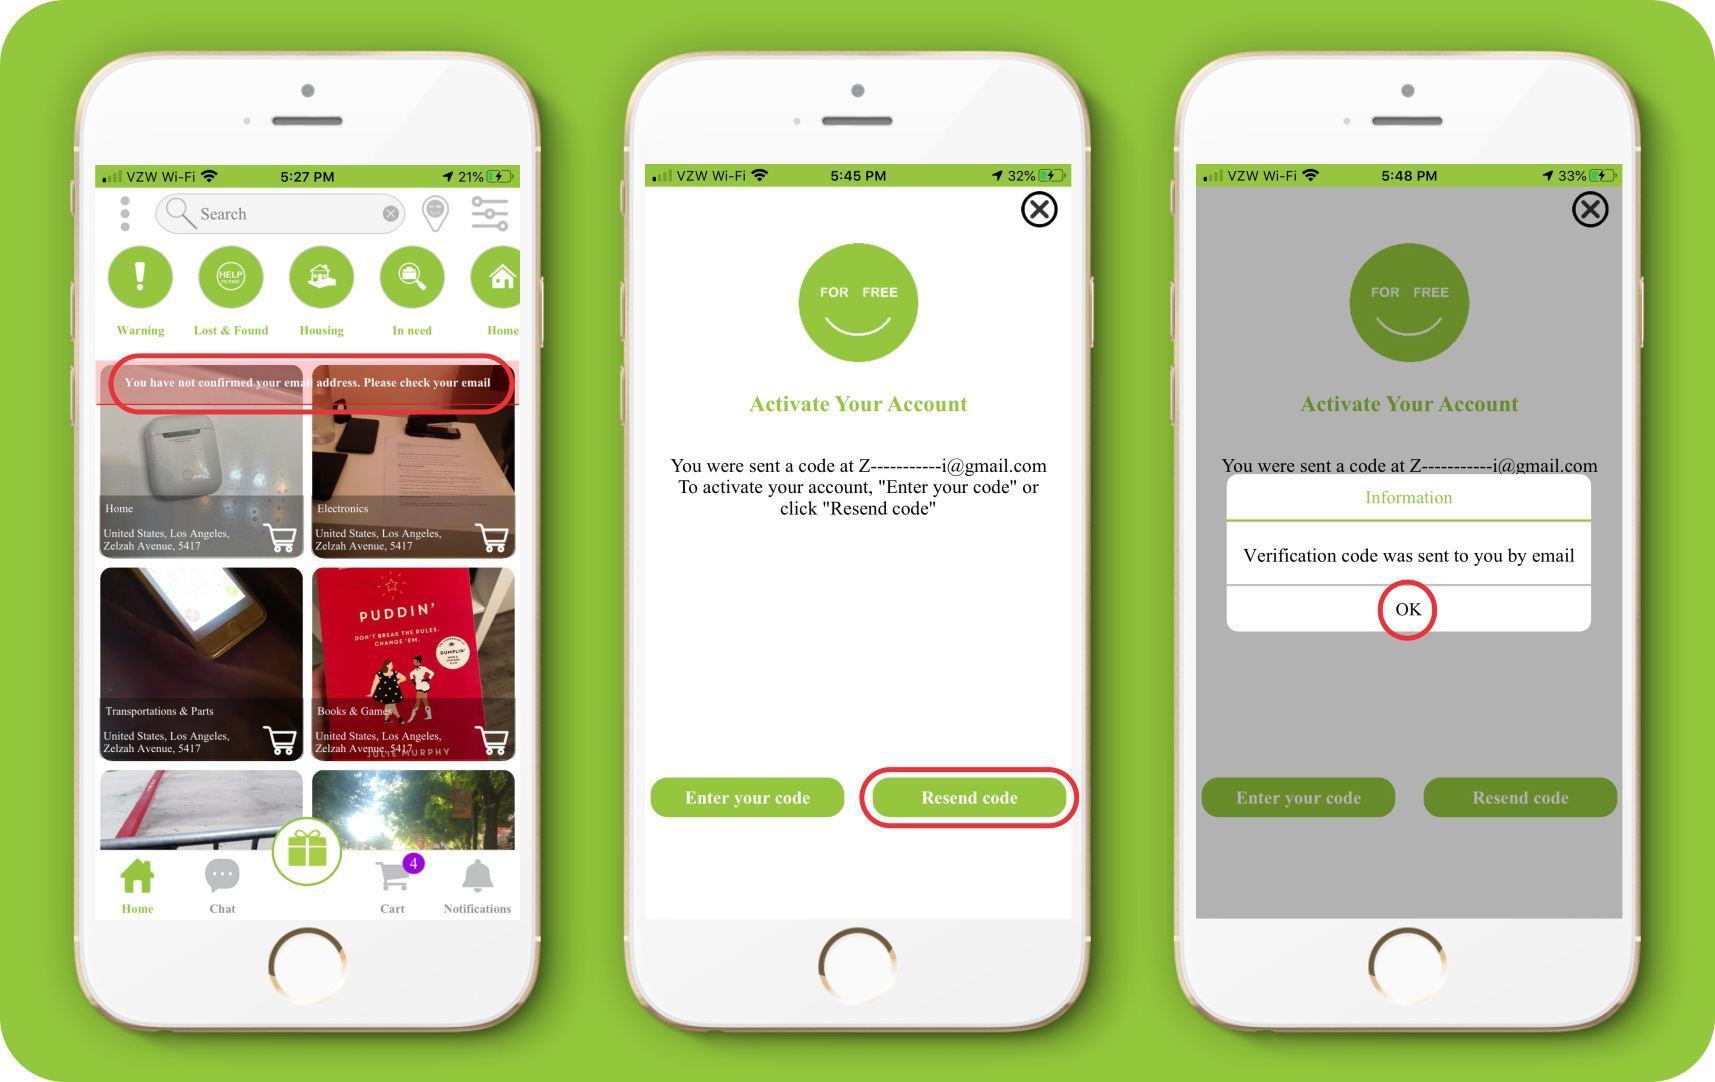 VZW Wi-Fi 5:27 PM 21%
Search
HELP
TO FIND
Warning Lost & Found Housing In need Home
You have not confirmed your email address. Please check your email
Home
United States, Los Angeles,
Zelzah Avenue, 5417
Electronics
United States, Los Angeles,
Zelzah Avenue, 5417
Transportations & Parts
United States, Los Angeles,
Zelzah Avenue, 5417
PUDDIN'
DON'T BREAK THE RULES.
CHANGE 'EM.
DUMPLIN'
Books & Games
United States, Los Angeles,
Zelzah Avenue, 5417
JULIE MURPHY
4
Home Chat Cart Notifications
VZW Wi-Fi 5:45 PM 32%
FOR FREE
Activate Your Account
You were sent a code at Z-----------i@gmail.com
To activate your account, "Enter your code" or
click "Resend code"
Enter your code Resend code
VZW Wi-Fi 5:48 PM 33%
FOR FREE
Activate Your Account
You were sent a code at Z-----------i@gmail.com
Information
Verification code was sent to you by email
OK
Enter your code Resend code